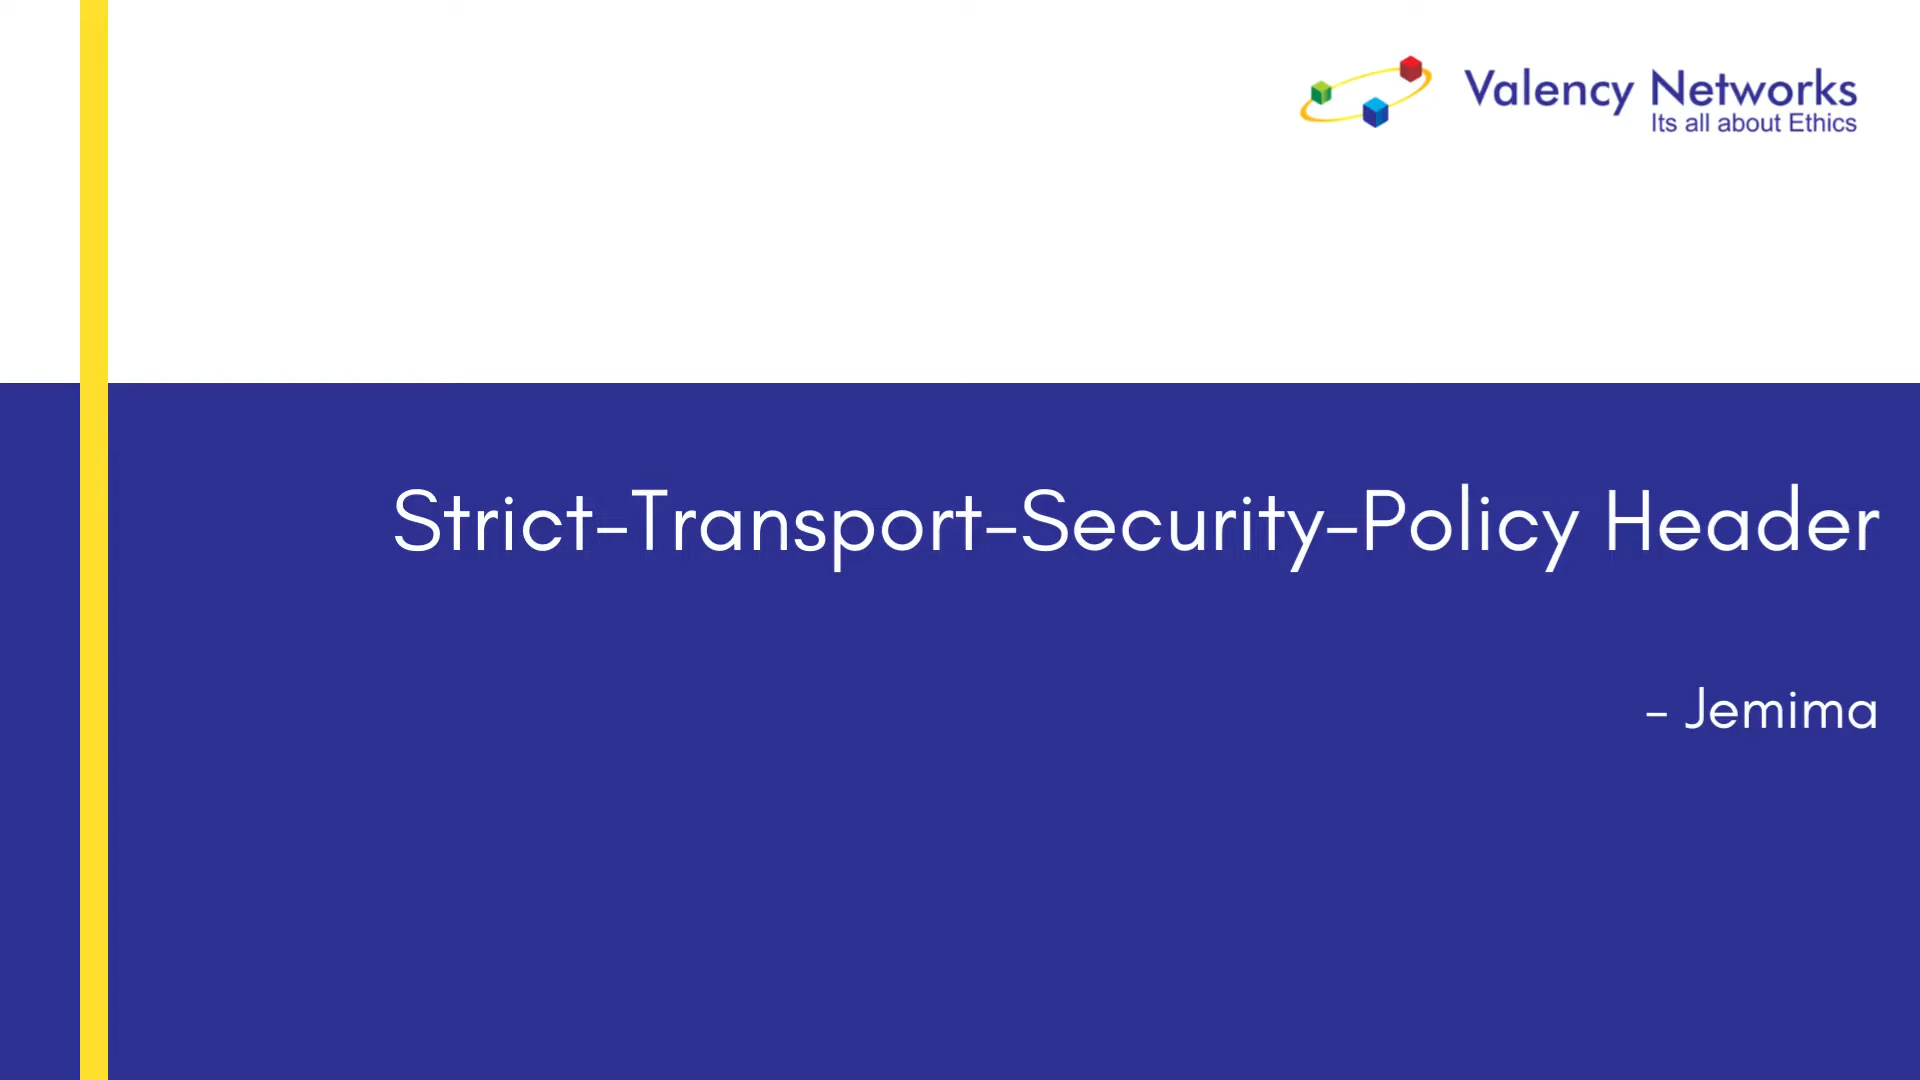 Valency Networks
Its all about Ethics
Strict-Transport-Security-Policy Header
- Jemima